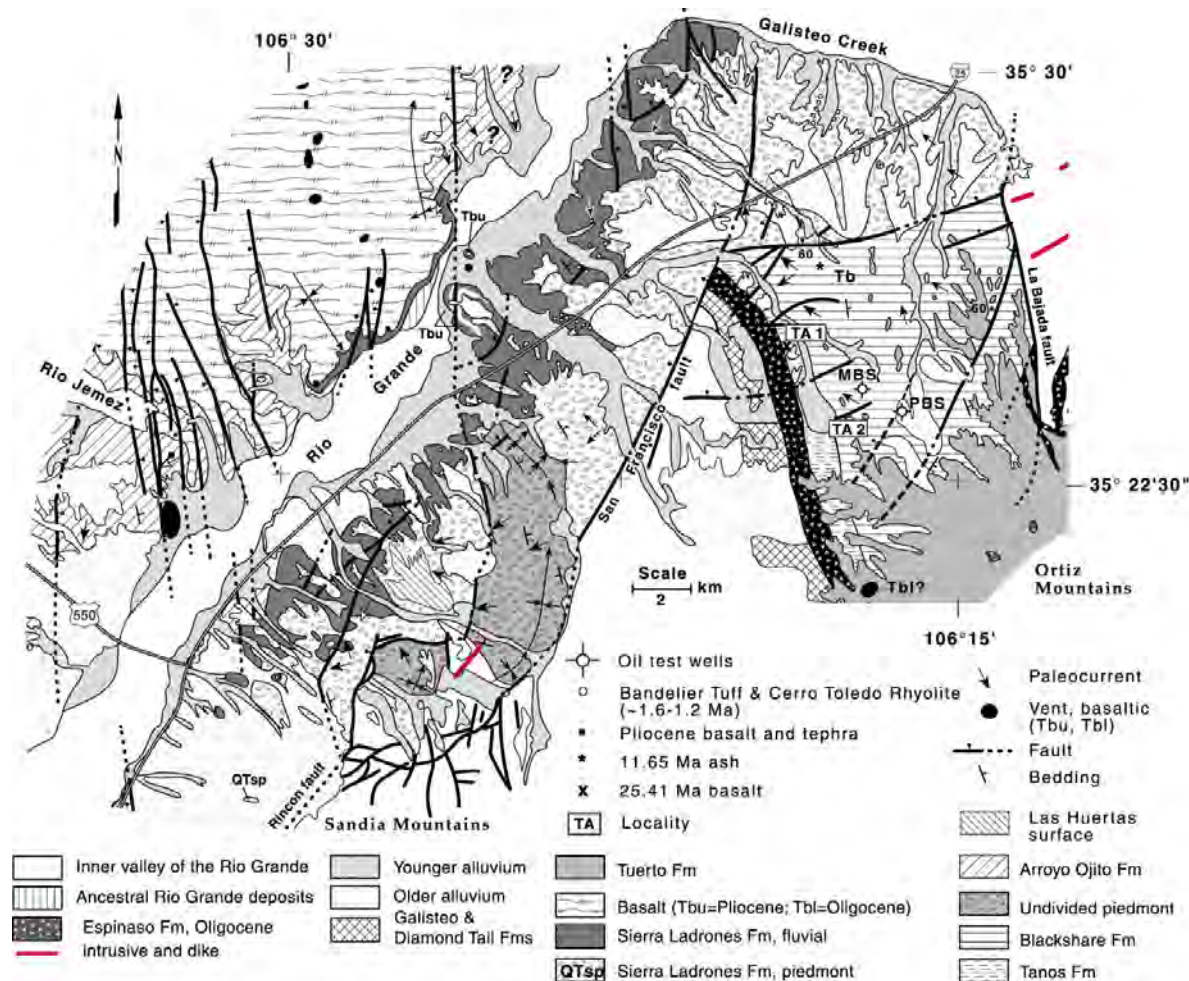 106° 30'
Galisteo Creek
25
35° 30'
N
?
?
Tbu
60
Tb
La Bajada fault
60
Tbu
TA 1
Rio Jemez
Grande
MBS
PBS
TA 2
Rio
San Francisco fault
35° 22'30"
Scale
2 km
Ortiz
Mountains
Tbl?
550
106°15'
Oil test wells
Bandelier Tuff & Cerro Toledo Rhyolite
(~1.6-1.2 Ma)
Pliocene basalt and tephra
* 11.65 Ma ash
x 25.41 Ma basalt
TA Locality
Paleocurrent
Vent, basaltic
(Tbu, Tbl)
Fault
Bedding
QTsp
Rincon fault
Sandia Mountains
Inner valley of the Rio Grande
Ancestral Rio Grande deposits
Espinaso Fm, Oligocene
intrusive and dike
Younger alluvium
Older alluvium
Galisteo &
Diamond Tail Fms
Tuerto Fm
Basalt (Tbu=Pliocene; Tbl=Oligocene)
Sierra Ladrones Fm, fluvial
QTsp Sierra Ladrones Fm, piedmont
Las Huertas
surface
Arroyo Ojito Fm
Undivided piedmont
Blackshare Fm
Tanos Fm